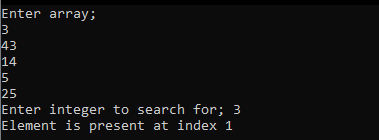 Enter array;
3
43
14
5
25
Enter integer to search for; 3
Element is present at index 1